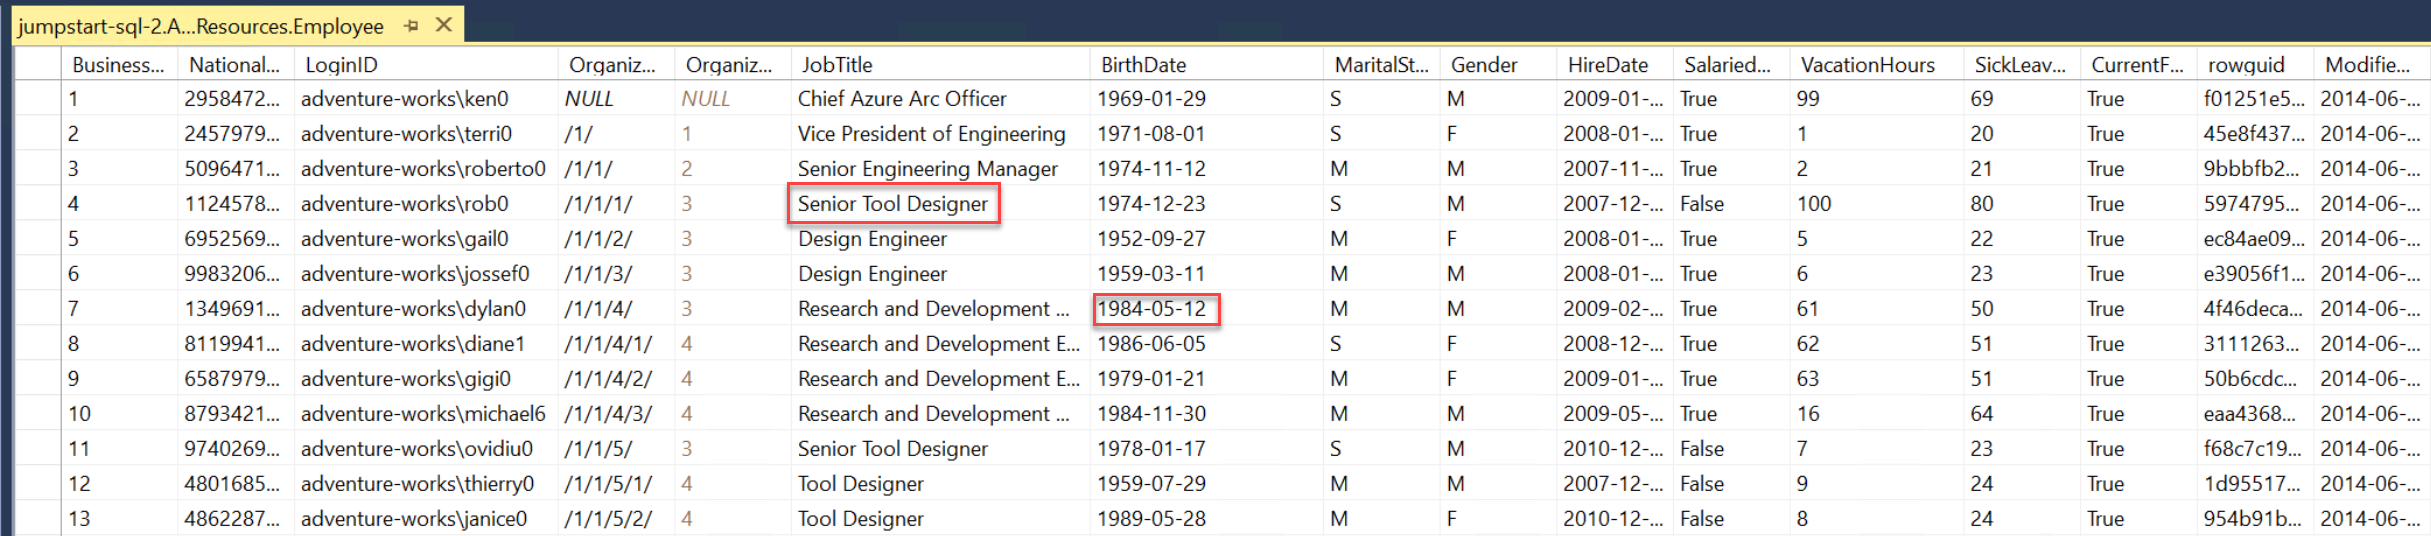 jumpstart-sql-2.A...Resources.Employee
Business... National... LoginID Organiz... Organiz... JobTitle BirthDate MaritalSt... Gender HireDate Salaried... VacationHours SickLeav... CurrentF... rowguid Modifie...
1 2958472... adventure-works\ken0 NULL NULL Chief Azure Arc Officer 1969-01-29 S M 2009-01-... True 99 69 True f01251e5... 2014-06-...
2 2457979... adventure-works\terri0 /1/ 1 Vice President of Engineering 1971-08-01 S F 2008-01-... True 1 20 True 45e8f437... 2014-06-...
3 5096471... adventure-works\roberto0 /1/1/ 2 Senior Engineering Manager 1974-11-12 M M 2007-11-... True 2 21 True 9bbbfb2... 2014-06-...
4 1124578... adventure-works\rob0 /1/1/1/ 3 Senior Tool Designer 1974-12-23 S M 2007-12-... False 100 80 True 5974795... 2014-06-...
5 6952569... adventure-works\gail0 /1/1/2/ 3 Design Engineer 1952-09-27 M F 2008-01-... True 5 22 True ec84ae09... 2014-06-...
6 9983206... adventure-works\jossef0 /1/1/3/ 3 Design Engineer 1959-03-11 M M 2008-01-... True 6 23 True e39056f1... 2014-06-...
7 1349691... adventure-works\dylan0 /1/1/4/ 3 Research and Development ... 1984-05-12 M M 2009-02-... True 61 50 True 4f46deca... 2014-06-...
8 8119941... adventure-works\diane1 /1/1/4/1/ 4 Research and Development E... 1986-06-05 S F 2008-12-... True 62 51 True 3111263... 2014-06-...
9 6587979... adventure-works\gigi0 /1/1/4/2/ 4 Research and Development E... 1979-01-21 M F 2009-01-... True 63 51 True 50b6cdc... 2014-06-...
10 8793421... adventure-works\michael6 /1/1/4/3/ 4 Research and Development ... 1984-11-30 M M 2009-05-... True 16 64 True eaa4368... 2014-06-...
11 9740269... adventure-works\ovidiu0 /1/1/5/ 3 Senior Tool Designer 1978-01-17 S M 2010-12-... False 7 23 True f68c7c19... 2014-06-...
12 4801685... adventure-works\thierry0 /1/1/5/1/ 4 Tool Designer 1959-07-29 M M 2007-12-... False 9 24 True 1d95517... 2014-06-...
13 4862287... adventure-works\janice0 /1/1/5/2/ 4 Tool Designer 1989-05-28 M F 2010-12-... False 8 24 True 954b91b... 2014-06-...